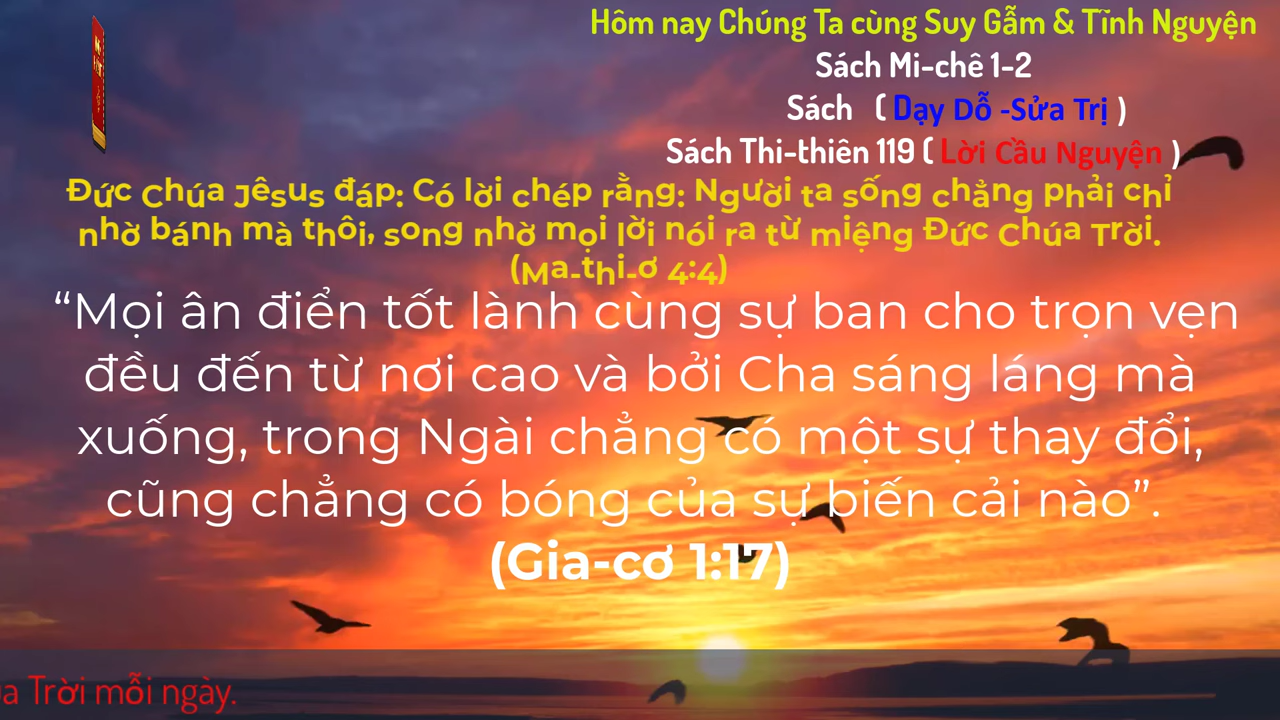 Hôm nay Chúng Ta cùng Suy Gẫm & Tĩnh Nguyện
Sách Mi-chê 1-2
Sách ( Dạy Dỗ -Sửa Trị )
Sách Thi-thiên 119 ( Lời Cầu Nguyện )
Đức Chúa Jêsus đáp: Có lời chép rằng: Người ta sống chẳng phải chỉ
nhờ bánh mà thôi, song nhờ mọi lời nói ra từ miệng Đức Chúa Trời.
(Ma-thi-ơ 4:4)
“Mọi ân điển tốt lành cùng sự ban cho trọn vẹn
đều đến từ nơi cao và bởi Cha sáng láng mà
xuống, trong Ngài chẳng có một sự thay đổi,
cũng chẳng có bóng của sự biến cải nào”.
(Gia-cơ 1:17)
Trời mỗi ngày.